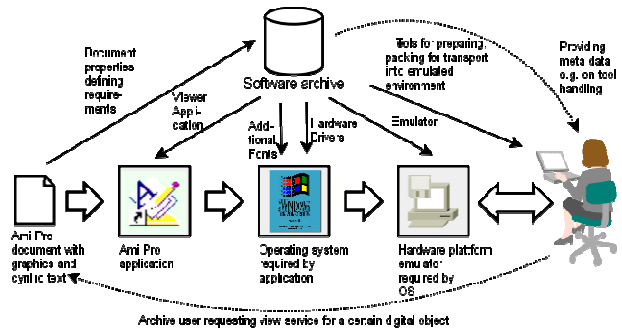 Document
properties
defining
require-
ments
Software archive
Tools for preparing,
packing for transport
into emulated
environment
Providing
meta data
e.g. on tool
handling
Viewer
Appli-
cation
Add-
tional
Fonts
Hardware
Drivers
Emulator
Ami Pro
document with
graphics and
cyrilic text
Ami Pro
application
Operating system
required by
application
Hardware platform
emulator
required by
OS
Archive user requesting view service for a certain digital object